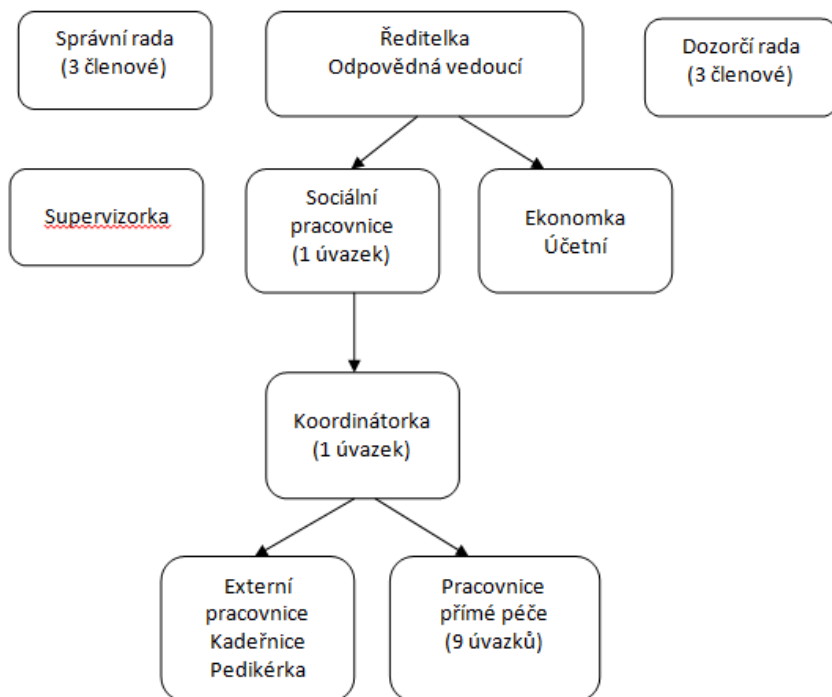 Správní rada
(3 členové)
Ředitelka
Odpovědná vedoucí
Dozorčí rada
(3 členové)
Supervizorka
Sociální
pracovnice
(1 úvazek)
Ekonomka
Účetní
Koordinátorka
(1 úvazek)
Externí
pracovnice
Kadeřnice
Pedikérka
Pracovnice
přímé péče
(9 úvazků)